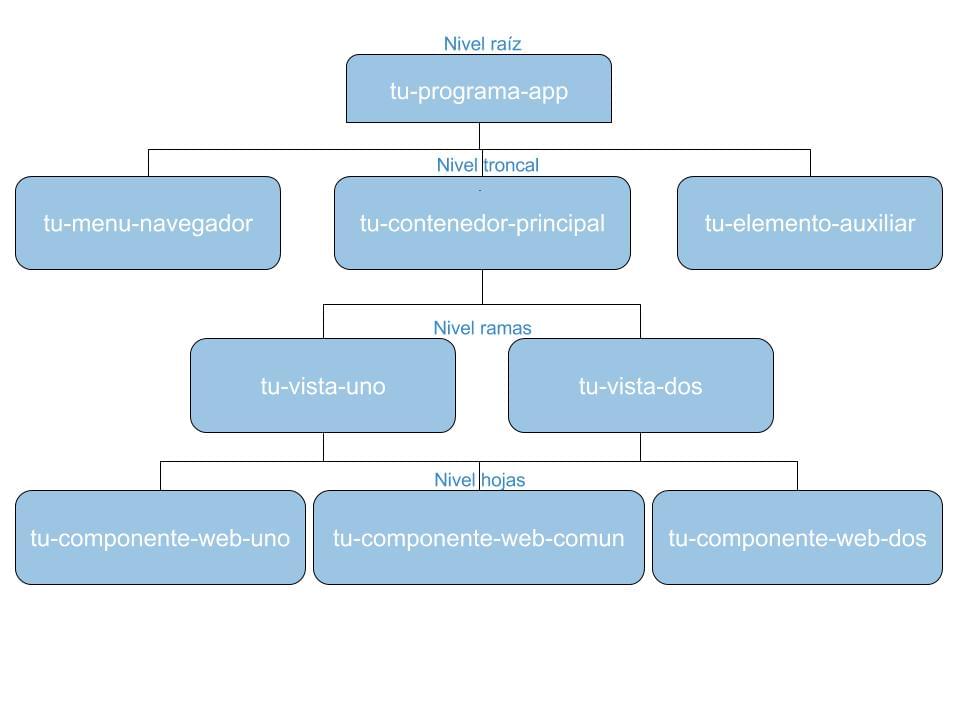 Nivel raíz
tu-programa-app
Nivel troncal
tu-menu-navegador
tu-contenedor-principal
tu-elemento-auxiliar
Nivel ramas
tu-vista-uno
tu-vista-dos
Nivel hojas
tu-componente-web-uno
tu-componente-web-comun
tu-componente-web-dos